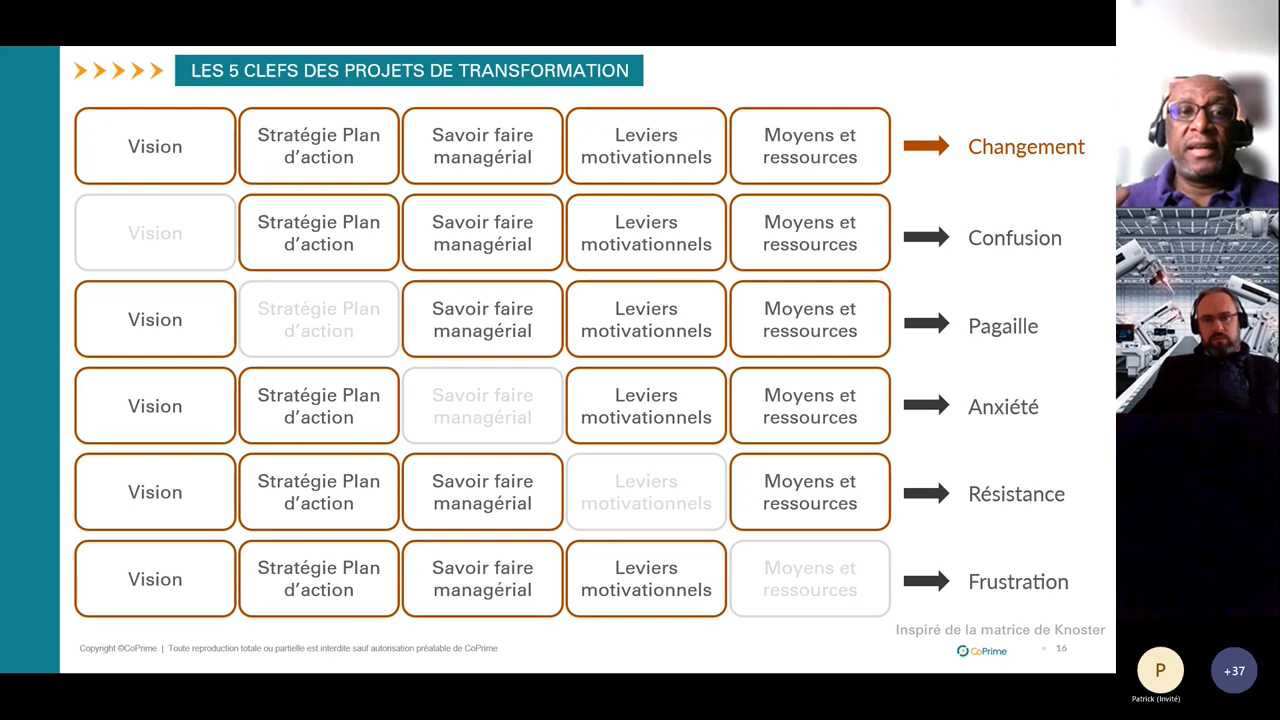 LES 5 CLEFS DES PROJETS DE TRANSFORMATION
Vision
Stratégie Plan
d'action
Savoir faire
managérial
Leviers
motivationnels
Moyens et
ressources
Changement
Vision
Stratégie Plan
d'action
Savoir faire
managérial
Leviers
motivationnels
Moyens et
ressources
Confusion
Vision
Stratégie Plan
d'action
Savoir faire
managérial
Leviers
motivationnels
Moyens et
ressources
Pagaille
Vision
Stratégie Plan
d'action
Savoir faire
managérial
Leviers
motivationnels
Moyens et
ressources
Anxiété
Vision
Stratégie Plan
d'action
Savoir faire
managérial
Leviers
motivationnels
Moyens et
ressources
Résistance
Vision
Stratégie Plan
d'action
Savoir faire
managérial
Leviers
motivationnels
Moyens et
ressources
Frustration
Inspiré de la matrice de Knoster
Copyright ©CoPrime | Toute reproduction totale ou partielle est interdite sauf autorisation préalable de CoPrime
CoPrime
16
P
+37
Patrick (Invité)